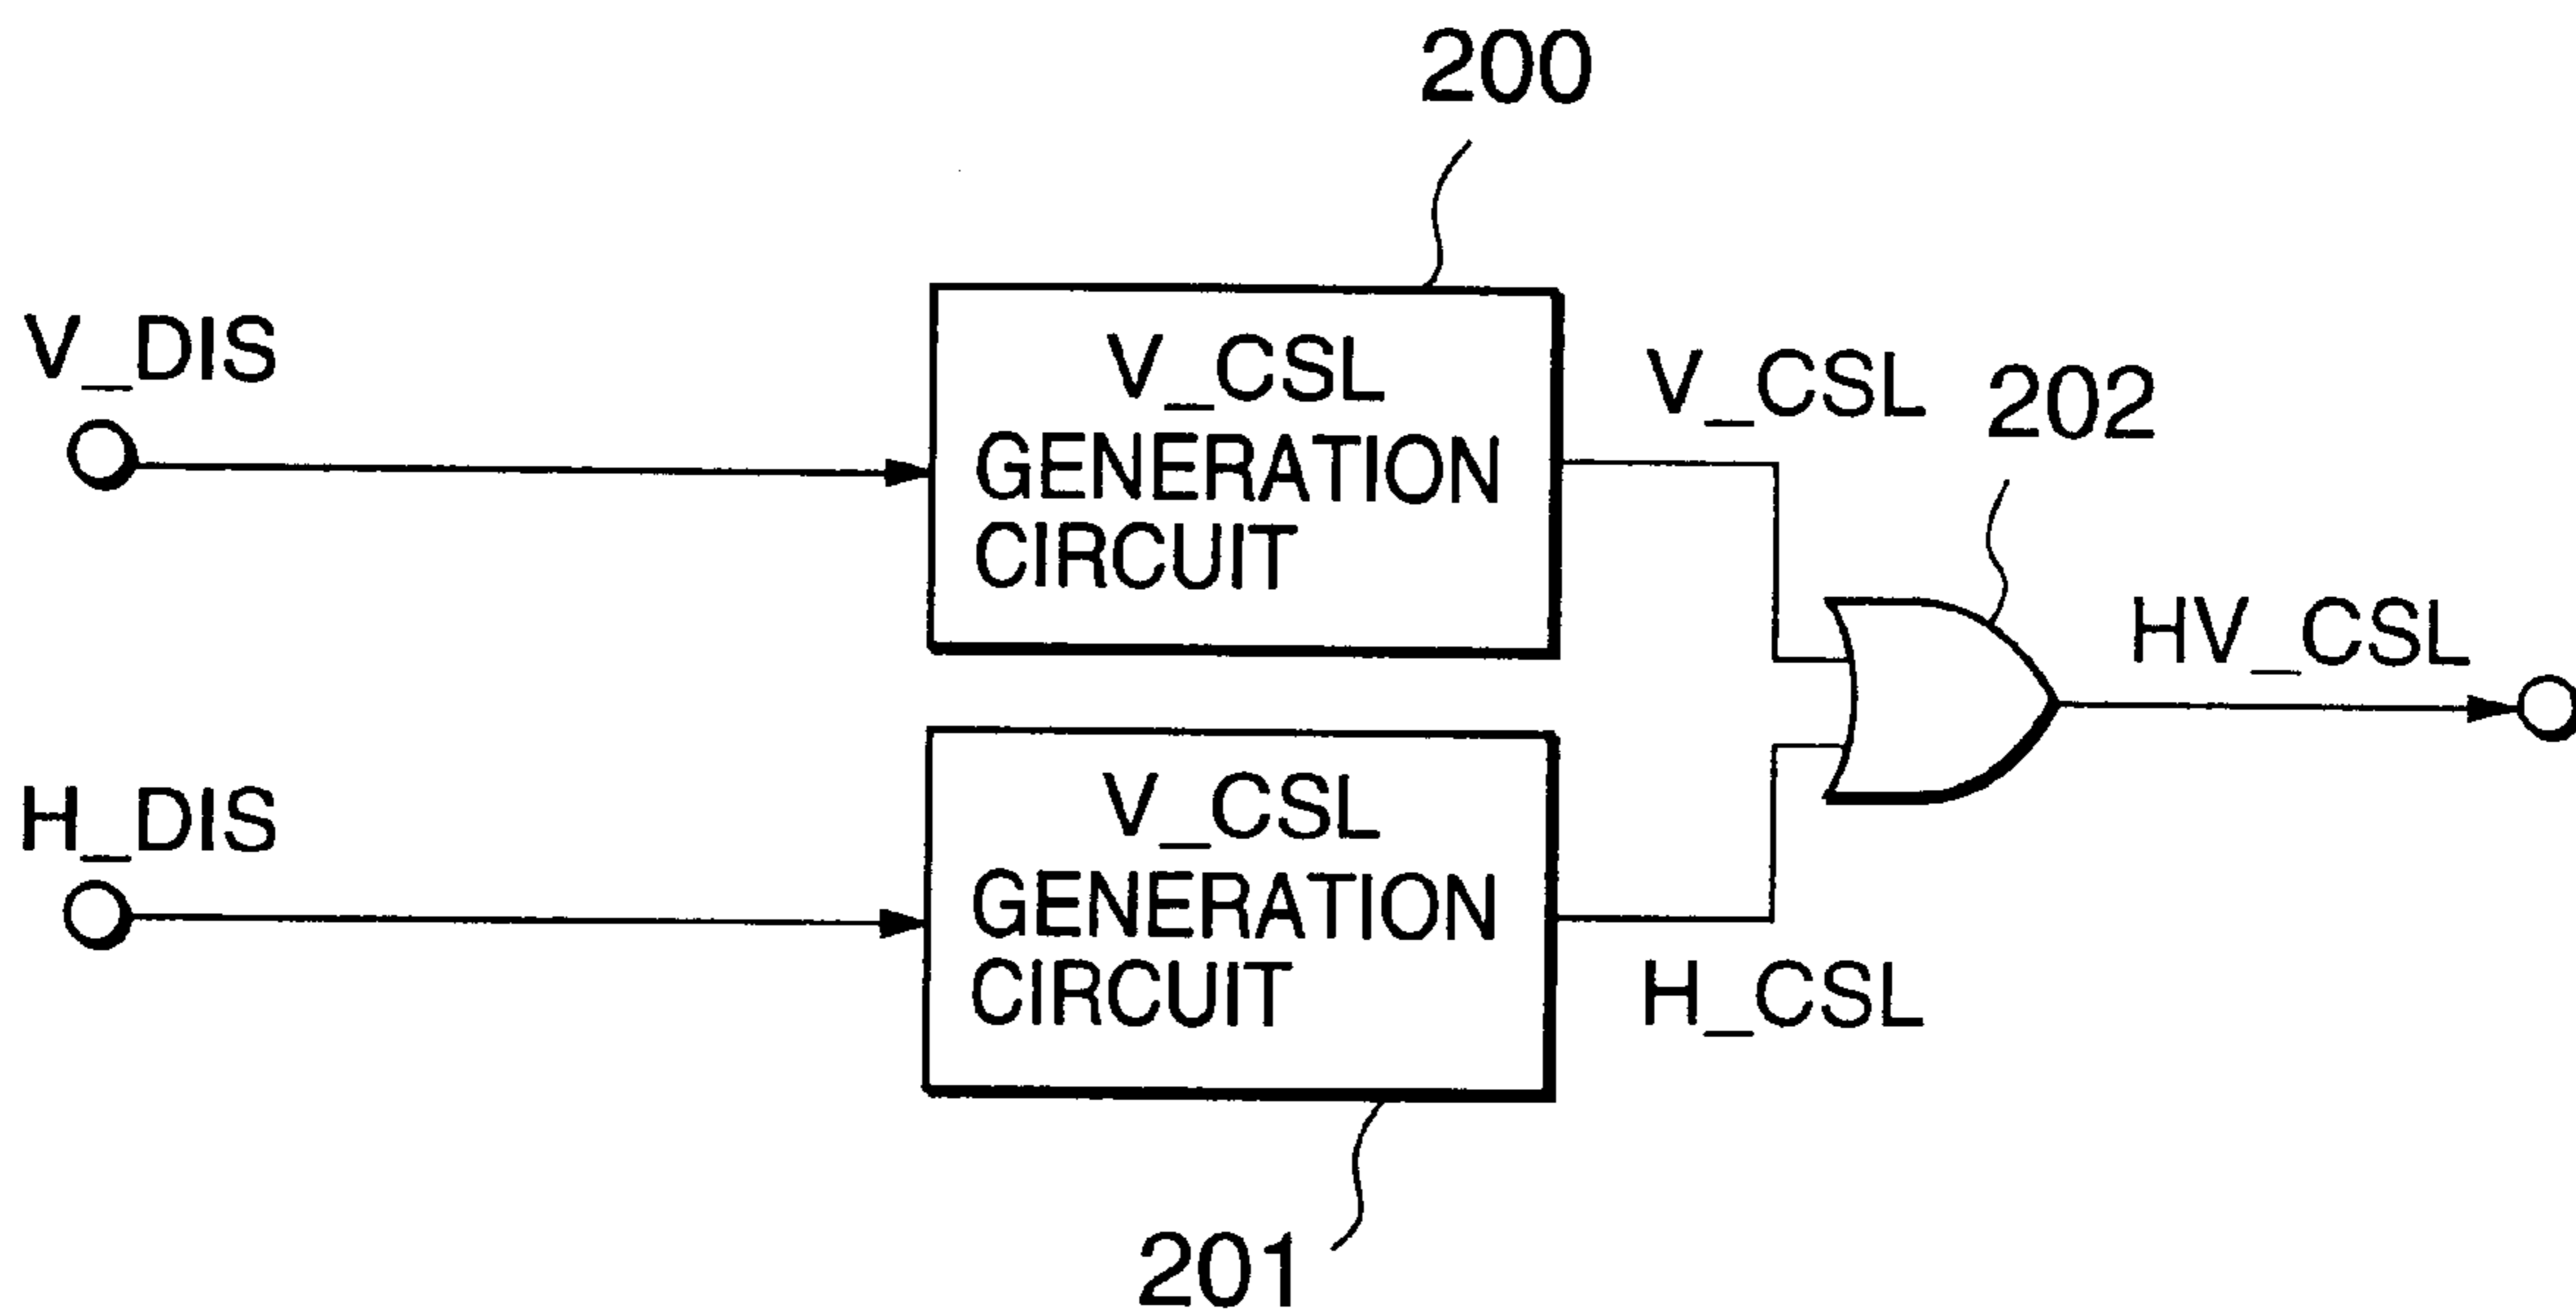 200
V_DIS
V_CSL
GENERATION
CIRCUIT
V_CSL
202
HV_CSL
H_DIS
V_CSL
GENERATION
CIRCUIT
H_CSL
201